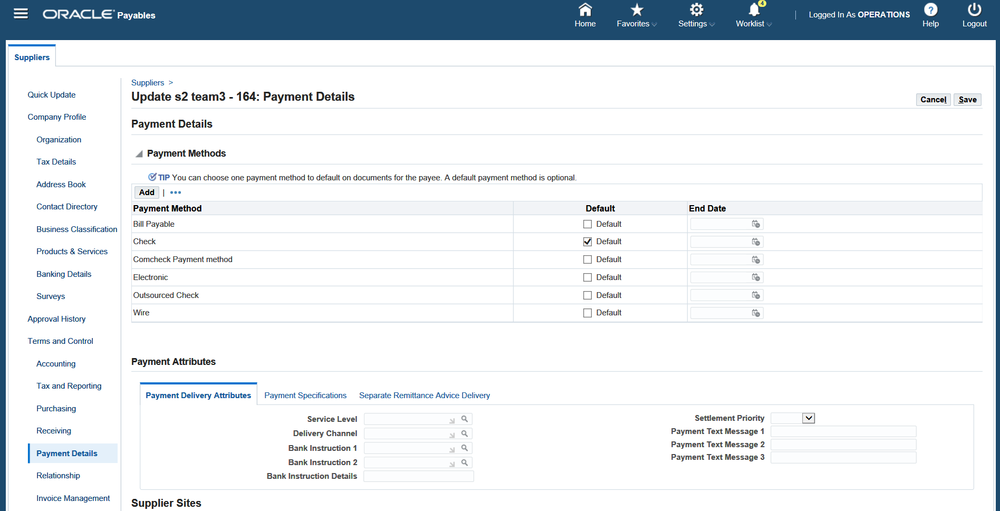 ORACLE Payables
Home
Favorites
Settings
4
Worklist
Logged In As OPERATIONS
?
Help
Logout
Suppliers
Quick Update
Company Profile
Organization
Tax Details
Address Book
Contact Directory
Business Classification
Products & Services
Banking Details
Surveys
Approval History
Terms and Control
Accounting
Tax and Reporting
Purchasing
Receiving
Payment Details
Relationship
Invoice Management
Suppliers >
Update s2 team3 - 164: Payment Details
Cancel Save
Payment Details
Payment Methods
TIP You can choose one payment method to default on documents for the payee. A default payment method is optional.
Add | •••
Payment Method Default End Date
Bill Payable Default
Check Default
Comcheck Payment method Default
Electronic Default
Outsourced Check Default
Wire Default
Payment Attributes
Payment Delivery Attributes Payment Specifications Separate Remittance Advice Delivery
Service Level
Delivery Channel
Bank Instruction 1
Bank Instruction 2
Bank Instruction Details
Settlement Priority
Payment Text Message 1
Payment Text Message 2
Payment Text Message 3
Supplier Sites